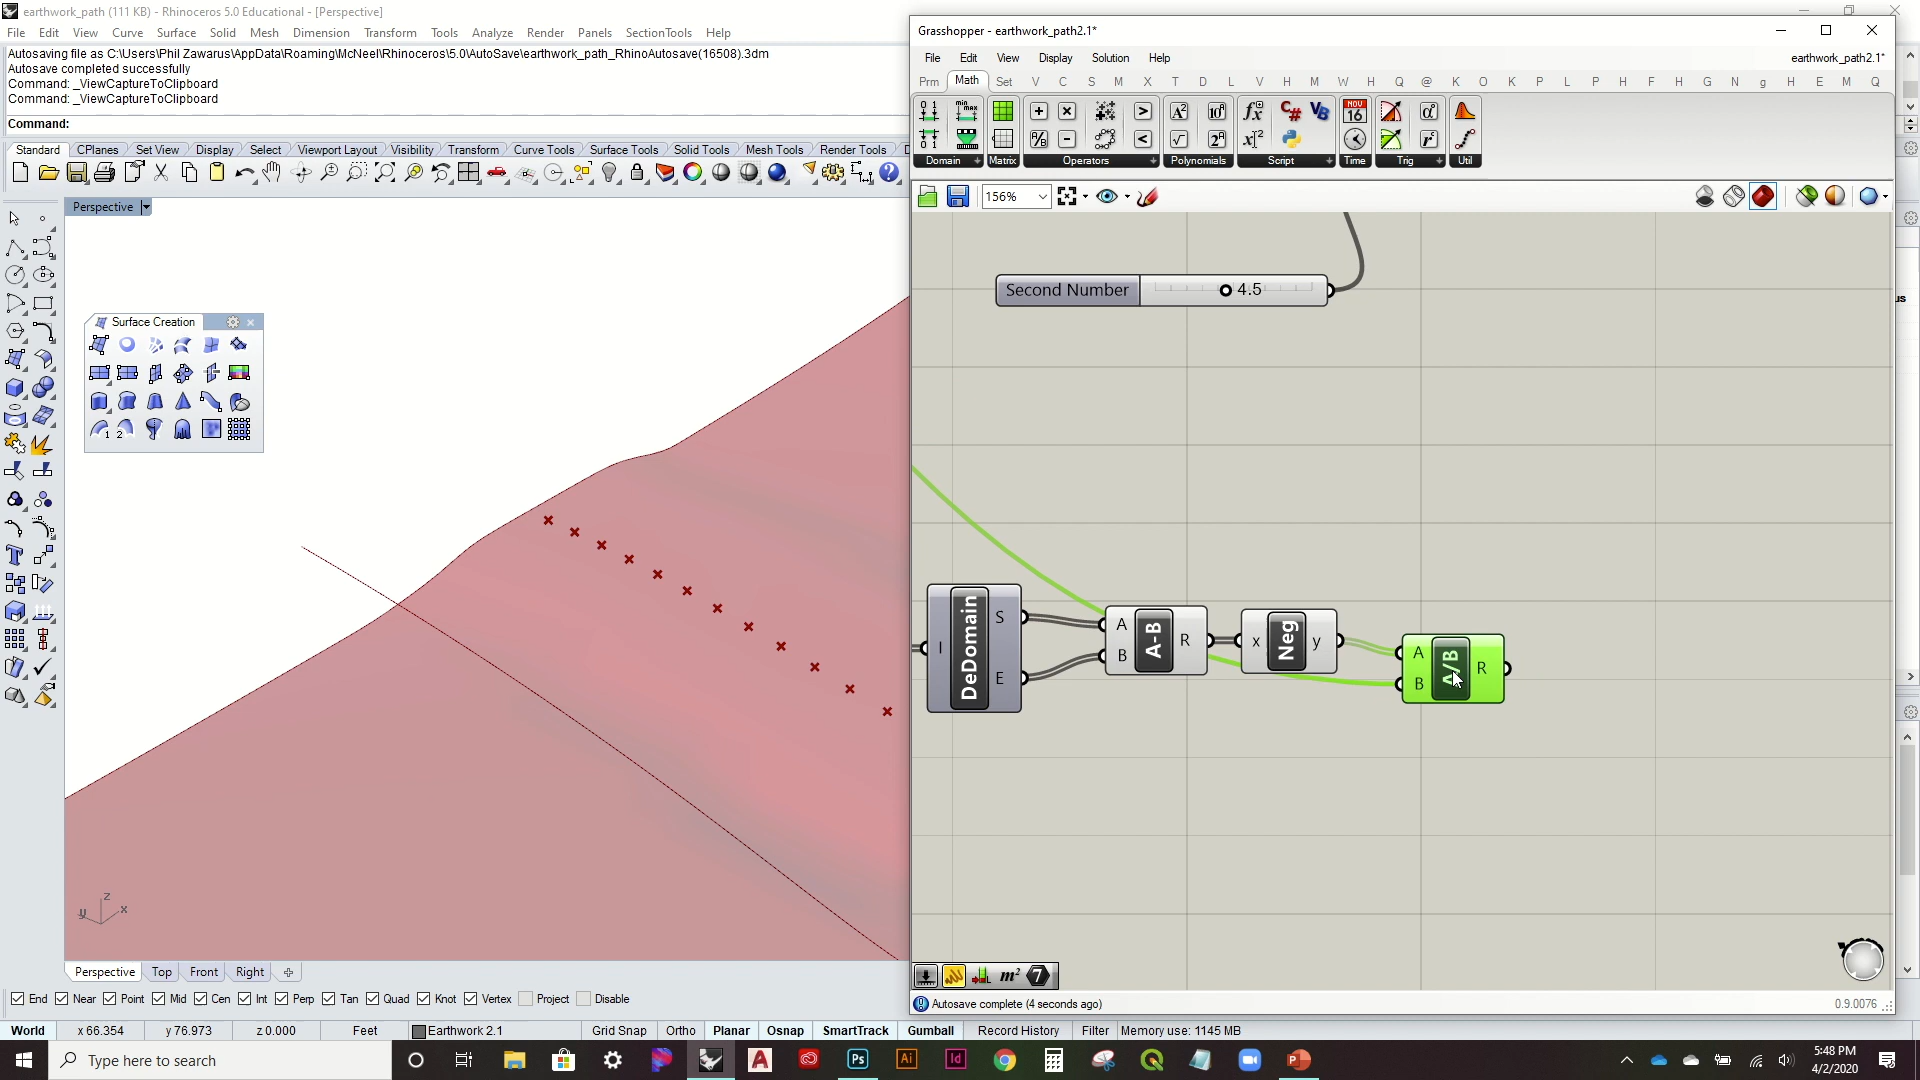 earthwork_path (111 KB) - Rhinoceros 5.0 Educational - [Perspective]
File Edit View Curve Surface Solid Mesh Dimension Transform Tools Analyze Render Panels SectionTools Help
Autosaving file as C:\Users\Phil Zawarus\AppData\Roaming\McNeel\Rhinoceros\5.0\AutoSave\earthwork_path_RhinoAutosave(16508).3dm
Autosave completed successfully
Command: _ViewCaptureToClipboard
Command: _ViewCaptureToClipboard
Command:
Standard CPlanes Set View Display Select Viewport Layout Visibility Transform Curve Tools Surface Tools Solid Tools Mesh Tools Render Tools
Perspective
Surface Creation
z
y x
Perspective Top Front Right
End Near Point Mid Cen Int Perp Tan Quad Knot Vertex Project Disable
World x 66.354 y 76.973 z 0.000 Feet Earthwork 2.1 Grid Snap Ortho Planar Osnap SmartTrack Gumball Record History Filter Memory use: 1145 MB
Grasshopper - earthwork_path2.1*
File Edit View Display Solution Help earthwork_path2.1*
Prm Math Set V C S M X T D L V H M W H Q @ K O K P L P H F H G N g H E M Q
Domain Matrix Operators Polynomials Script Time Trig Util
156%
Second Number 4.5
DeDomain I S E
A B A-B R
x Neg y
A B A/B R
Autosave complete (4 seconds ago) 0.9.0076
Type here to search
5:48 PM
4/2/2020